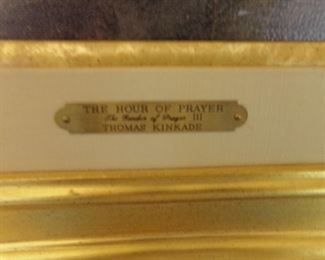 THE HOUR OF PRAYER
The Garden of Prayer III
THOMAS KINKADE